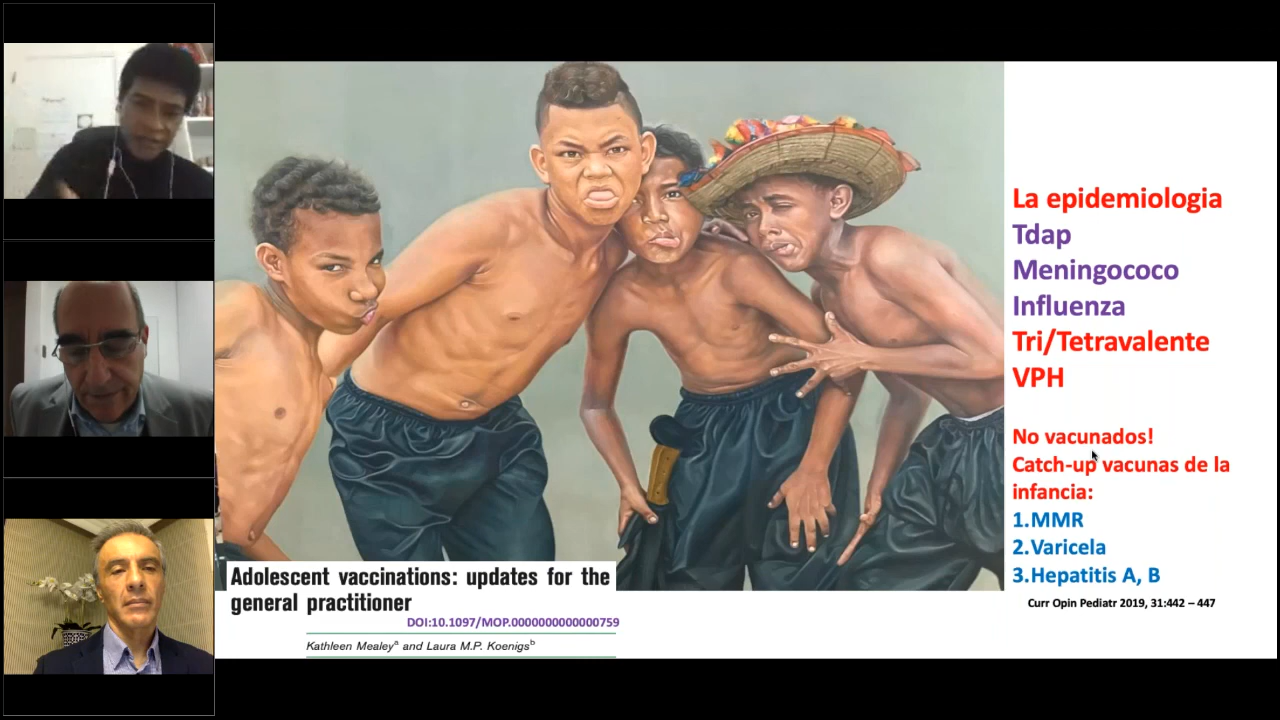 La epidemiologia
Tdap
Meningococo
Influenza
Tri/Tetravalente
VPH
No vacunados!
Catch-up vacunas de la
infancia:
1.MMR
2.Varicela
3.Hepatitis A, B
Curr Opin Pediatr 2019, 31:442 – 447
Adolescent vaccinations: updates for the
general practitioner
DOI:10.1097/MOP.0000000000000759
Kathleen Mealeyᵃ and Laura M.P. Koenigsᵇ